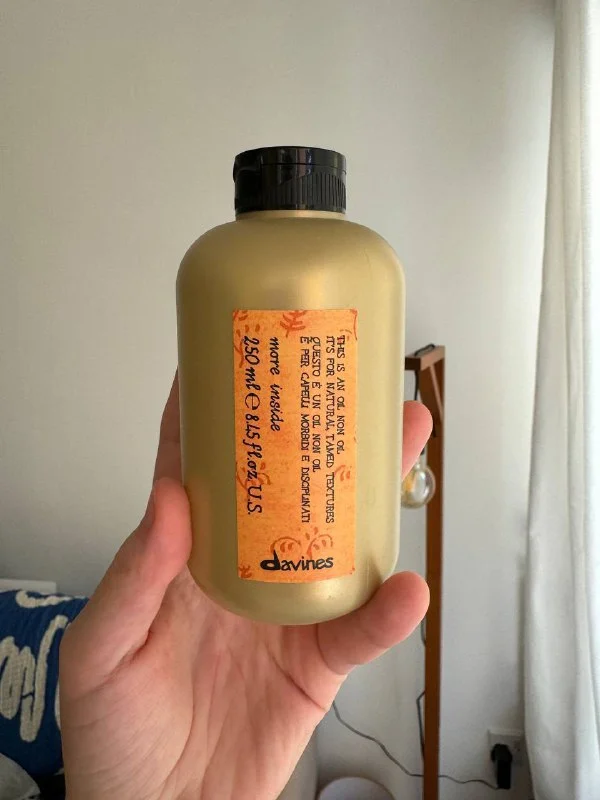 THIS IS AN OIL NON OIL
IT'S FOR NATURAL, TAMED TEXTURES
QUESTO È UN OIL NON OIL
È PER CAPELLI MORBIDI E DISCIPLINATI
more inside
250 ml ℮ 8.45 fl.oz. U.S.
davines